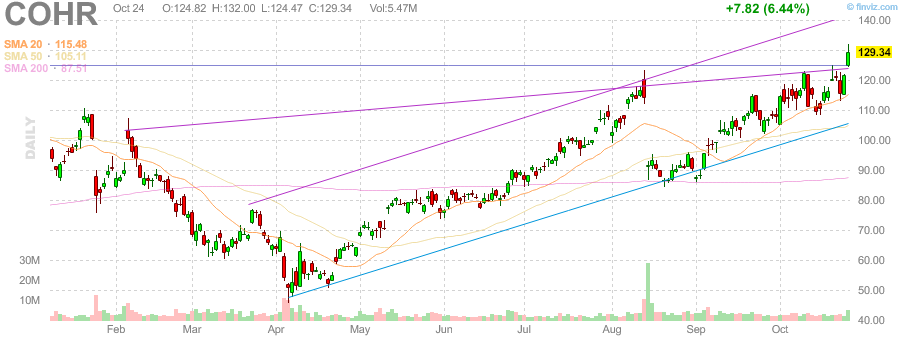 COHR Oct 24 O:124.82 H:132.00 L:124.47 C:129.34 Vol:5.47M +7.82 (6.44%) © finviz.com
140.00
SMA 20 · 115.48
129.34
SMA 50 · 105.11
SMA 200 · 87.51
120.00
110.00
DAILY
100.00
90.00
80.00
70.00
30M 60.00
20M 50.00
10M
40.00
Feb Mar Apr May Jun Jul Aug Sep Oct